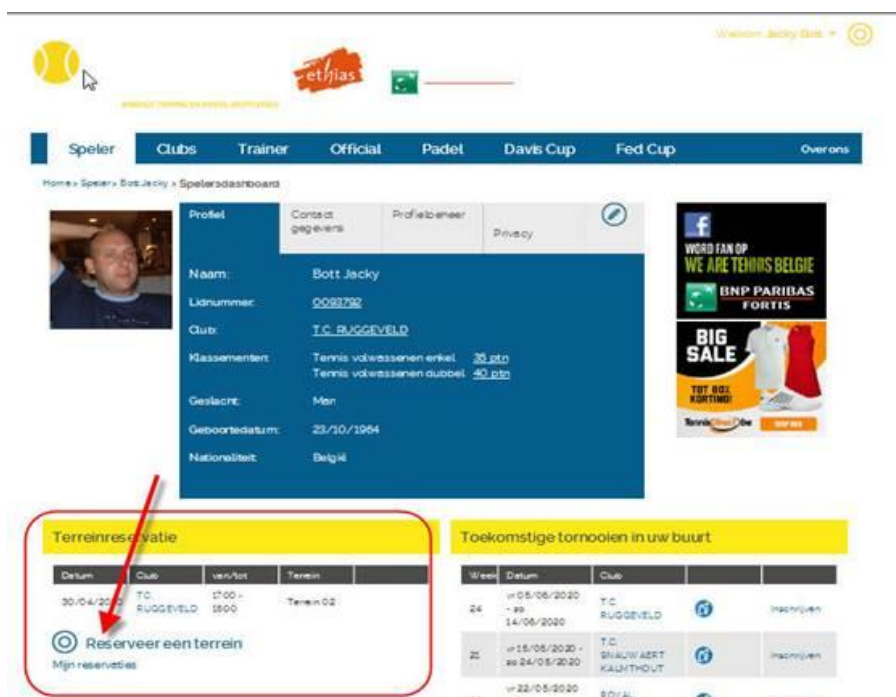 Welkom Jacky Bott
ethias
Speler Clubs Trainer Official Padel Davis Cup Fed Cup Over ons
Home » Speler » Bott Jacky » Spelersdashboard
Profiel Contact gegevens Profielbeheer Privacy
Naam: Bott Jacky
Lidnummer: 0093792
Club: T.C. RUGGEVELD
Klassementen: Tennis volwassenen enkel 35 ptn
Tennis volwassenen dubbel 40 ptn
Geslacht: Man
Geboortedatum: 23/10/1964
Nationaliteit: België
WORD FAN OP
WE ARE TENNIS BELGIE
BNP PARIBAS
FORTIS
BIG
SALE
TOT 80%
KORTING!
Terreinreservatie
Datum Club van/tot Terrein
30/04/2020 T.C. RUGGEVELD 17:00 - 18:00 Terrein 02
Reserveer een terrein
Mijn reservaties
Toekomstige tornooien in uw buurt
Week Datum Club
24 vr 05/06/2020 - zo 14/06/2020 T.C. RUGGEVELD Inschrijven
21 vr 15/05/2020 - zo 24/05/2020 T.C. BNAUWAERT KALMTHOUT Inschrijven
vr 22/05/2020 ROYAL